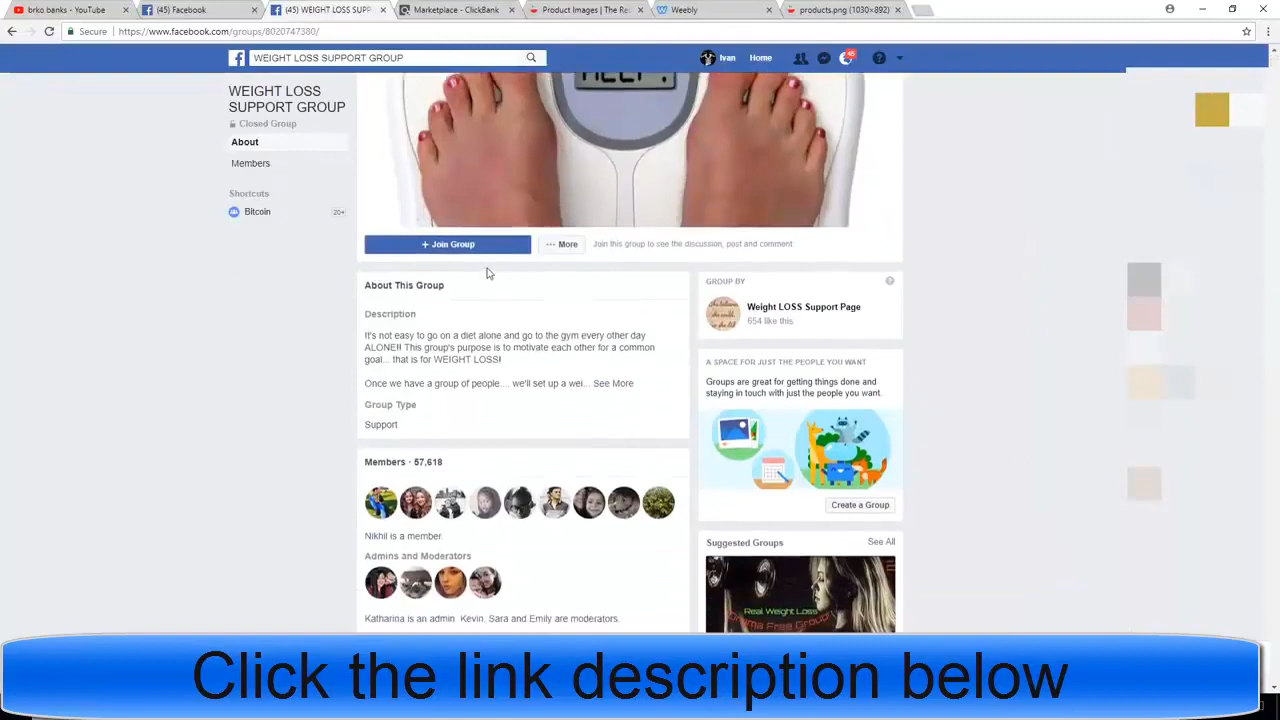 brko banks - YouTube
(45) Facebook
(45) WEIGHT LOSS SUPP
Marketplace - ClickBank
Product Images | The Re
Weebly
products.png (1030×892)
Secure
https://www.facebook.com/groups/8020747380/
WEIGHT LOSS SUPPORT GROUP
Ivan
Home
45
WEIGHT LOSS
SUPPORT GROUP
Closed Group
About
Members
Shortcuts
Bitcoin
20+
HELP!
+ Join Group
··· More
Join this group to see the discussion, post and comment
About This Group
Description
It's not easy to go on a diet alone and go to the gym every other day
ALONE!! This group's purpose is to motivate each other for a common
goal... that is for WEIGHT LOSS!
Once we have a group of people.... we'll set up a wei... See More
Group Type
Support
Members · 57,618
Nikhil is a member.
Admins and Moderators
Katharina is an admin. Kevin, Sara and Emily are moderators.
GROUP BY
Weight LOSS Support Page
654 like this
A SPACE FOR JUST THE PEOPLE YOU WANT
Groups are great for getting things done and
staying in touch with just the people you want.
Create a Group
Suggested Groups
See All
Real Weight Loss
Drama Free Group
Click the link description below